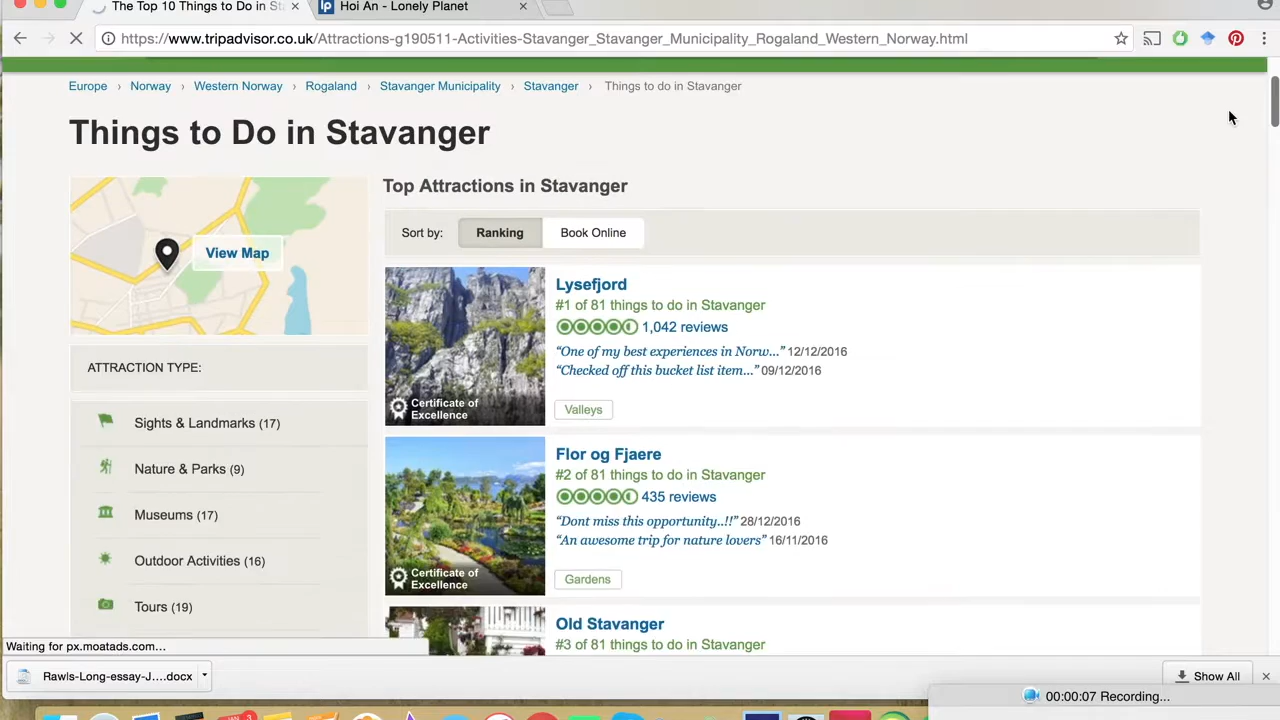 The Top 10 Things to Do in St
Hoi An - Lonely Planet
https://www.tripadvisor.co.uk/Attractions-g190511-Activities-Stavanger_Stavanger_Municipality_Rogaland_Western_Norway.html
Europe › Norway › Western Norway › Rogaland › Stavanger Municipality › Stavanger › Things to do in Stavanger
Things to Do in Stavanger
View Map
Top Attractions in Stavanger
Sort by: Ranking Book Online
Lysefjord
#1 of 81 things to do in Stavanger
1,042 reviews
“One of my best experiences in Norw...” 12/12/2016
“Checked off this bucket list item...” 09/12/2016
Certificate of
Excellence
Valleys
ATTRACTION TYPE:
Sights & Landmarks (17)
Nature & Parks (9)
Museums (17)
Outdoor Activities (16)
Tours (19)
Flor og Fjaere
#2 of 81 things to do in Stavanger
435 reviews
“Dont miss this opportunity..!!” 28/12/2016
“An awesome trip for nature lovers” 16/11/2016
Certificate of
Excellence
Gardens
Old Stavanger
#3 of 81 things to do in Stavanger
Waiting for px.moatads.com...
Rawls-Long-essay-J....docx
Show All
00:00:07 Recording...